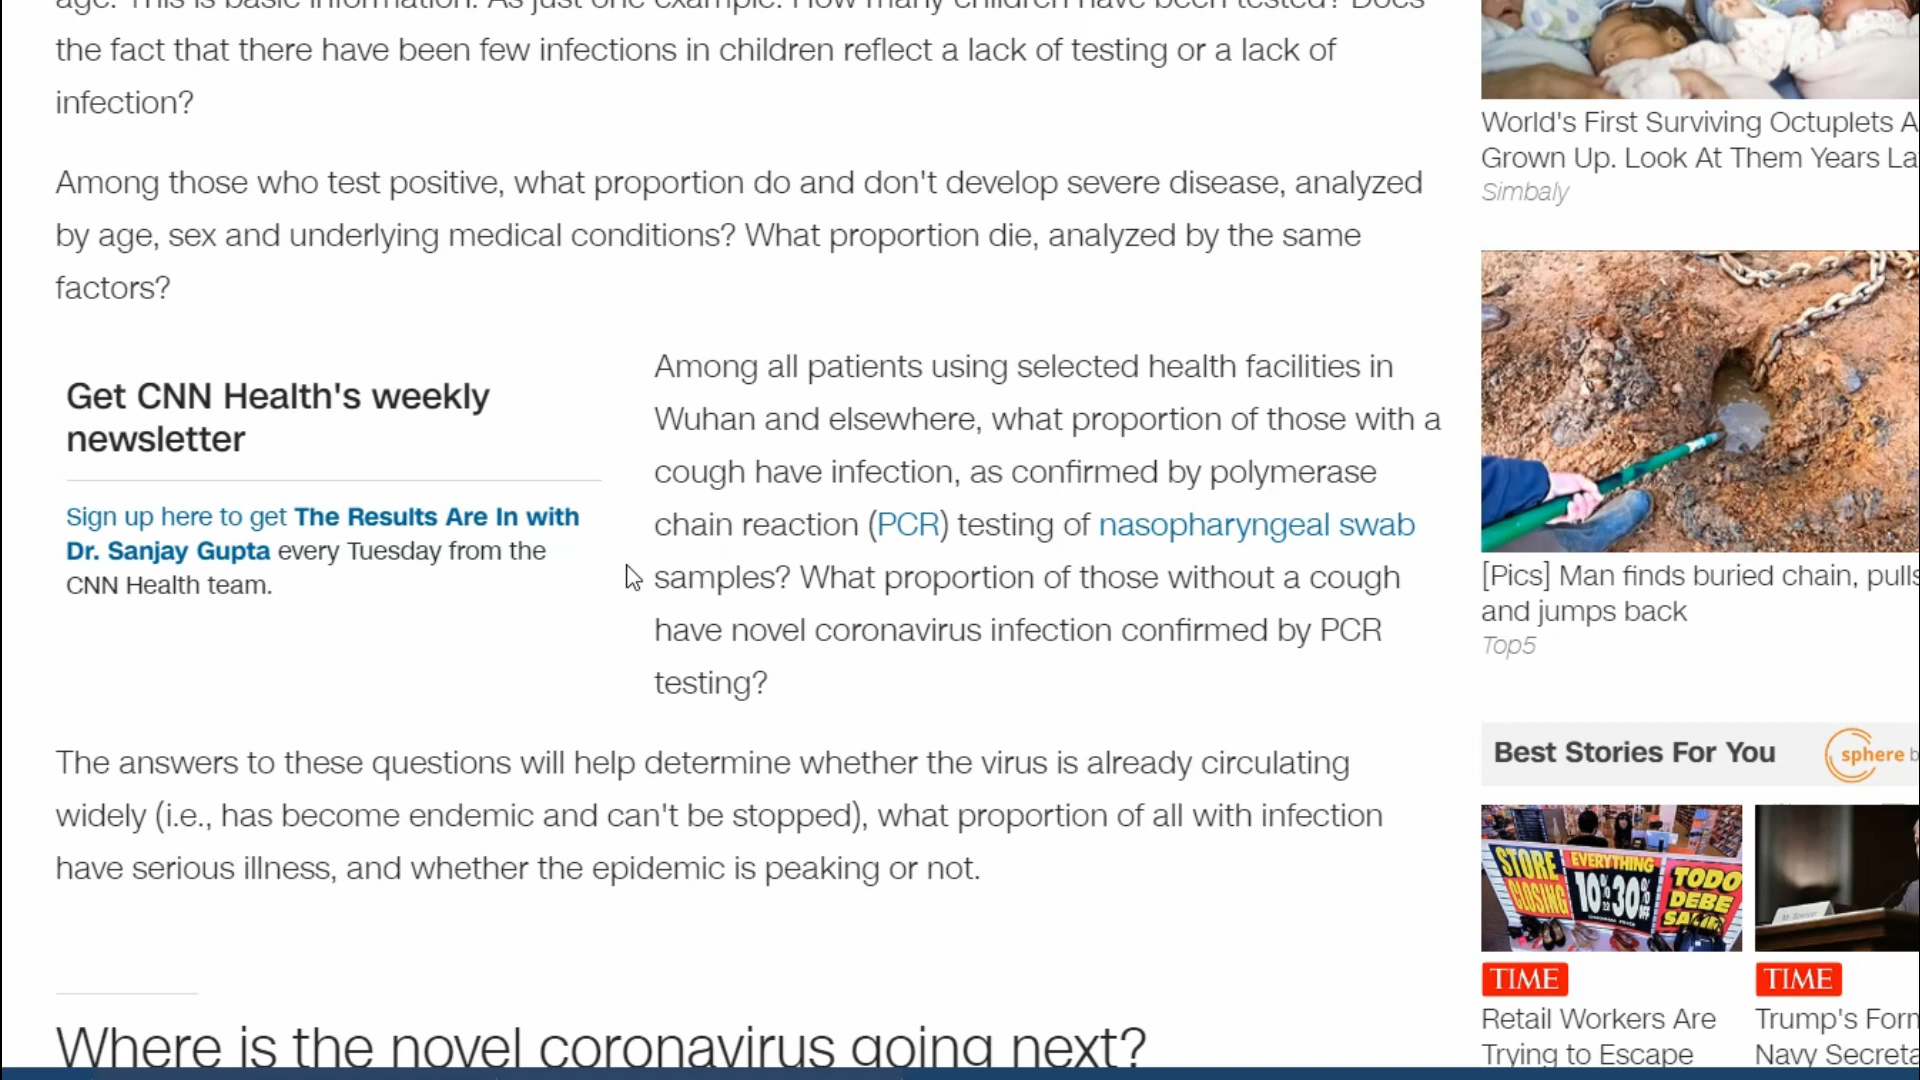 age. This is basic information. As just one example: How many children have been tested? Does
the fact that there have been few infections in children reflect a lack of testing or a lack of
infection?
Among those who test positive, what proportion do and don't develop severe disease, analyzed
by age, sex and underlying medical conditions? What proportion die, analyzed by the same
factors?
Get CNN Health's weekly
newsletter
Sign up here to get The Results Are In with
Dr. Sanjay Gupta every Tuesday from the
CNN Health team.
Among all patients using selected health facilities in
Wuhan and elsewhere, what proportion of those with a
cough have infection, as confirmed by polymerase
chain reaction (PCR) testing of nasopharyngeal swab
samples? What proportion of those without a cough
have novel coronavirus infection confirmed by PCR
testing?
The answers to these questions will help determine whether the virus is already circulating
widely (i.e., has become endemic and can't be stopped), what proportion of all with infection
have serious illness, and whether the epidemic is peaking or not.
Where is the novel coronavirus going next?
World's First Surviving Octuplets A
Grown Up. Look At Them Years La
Simbaly
[Pics] Man finds buried chain, pulls
and jumps back
Top5
Best Stories For You
sphere b
STORE
CLOSING
EVERYTHING
10% 30%
TODO
DEBE
SALIR
TIME
Retail Workers Are
Trying to Escape
TIME
Trump's Forn
Navy Secreta